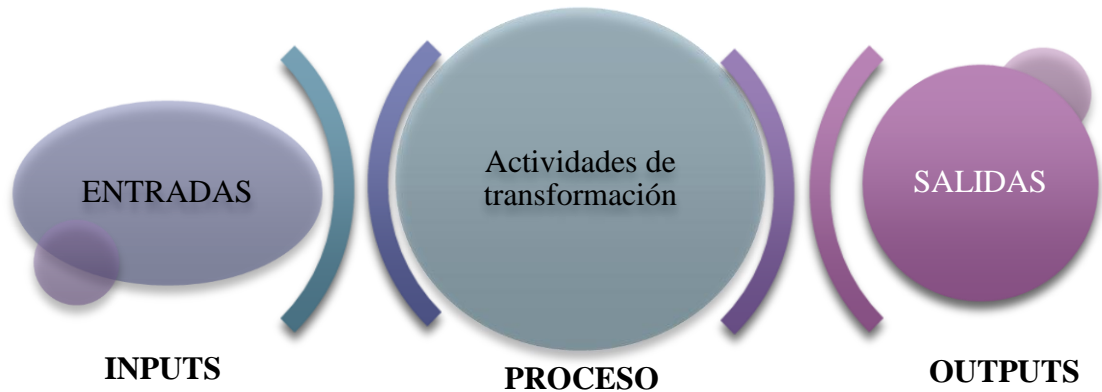 ENTRADAS
Actividades de
transformación
SALIDAS
INPUTS
PROCESO
OUTPUTS